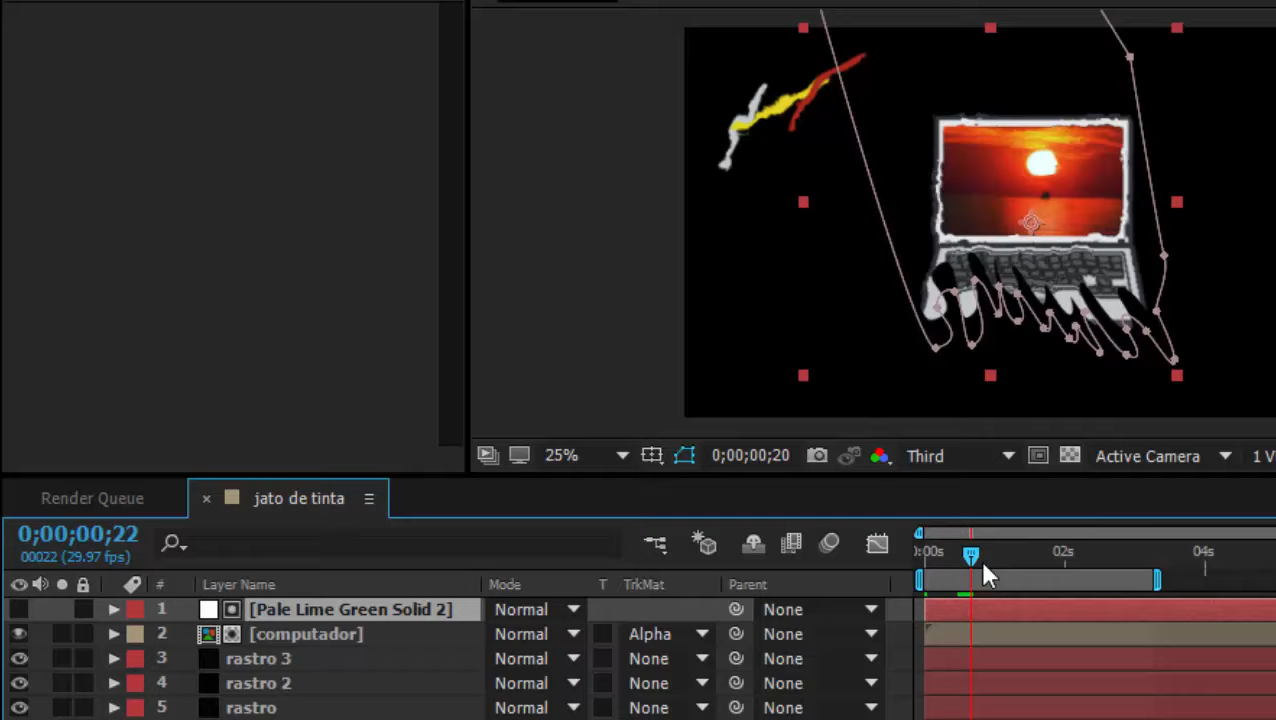 25%
0;00;00;20
Third
Active Camera
1 V
Render Queue
× jato de tinta
0;00;00;22
00022 (29.97 fps)
:00s 02s 04s
# Layer Name Mode T TrkMat Parent
1 [Pale Lime Green Solid 2] Normal None
2 [computador] Normal Alpha None
3 rastro 3 Normal None None
4 rastro 2 Normal None None
5 rastro Normal None None